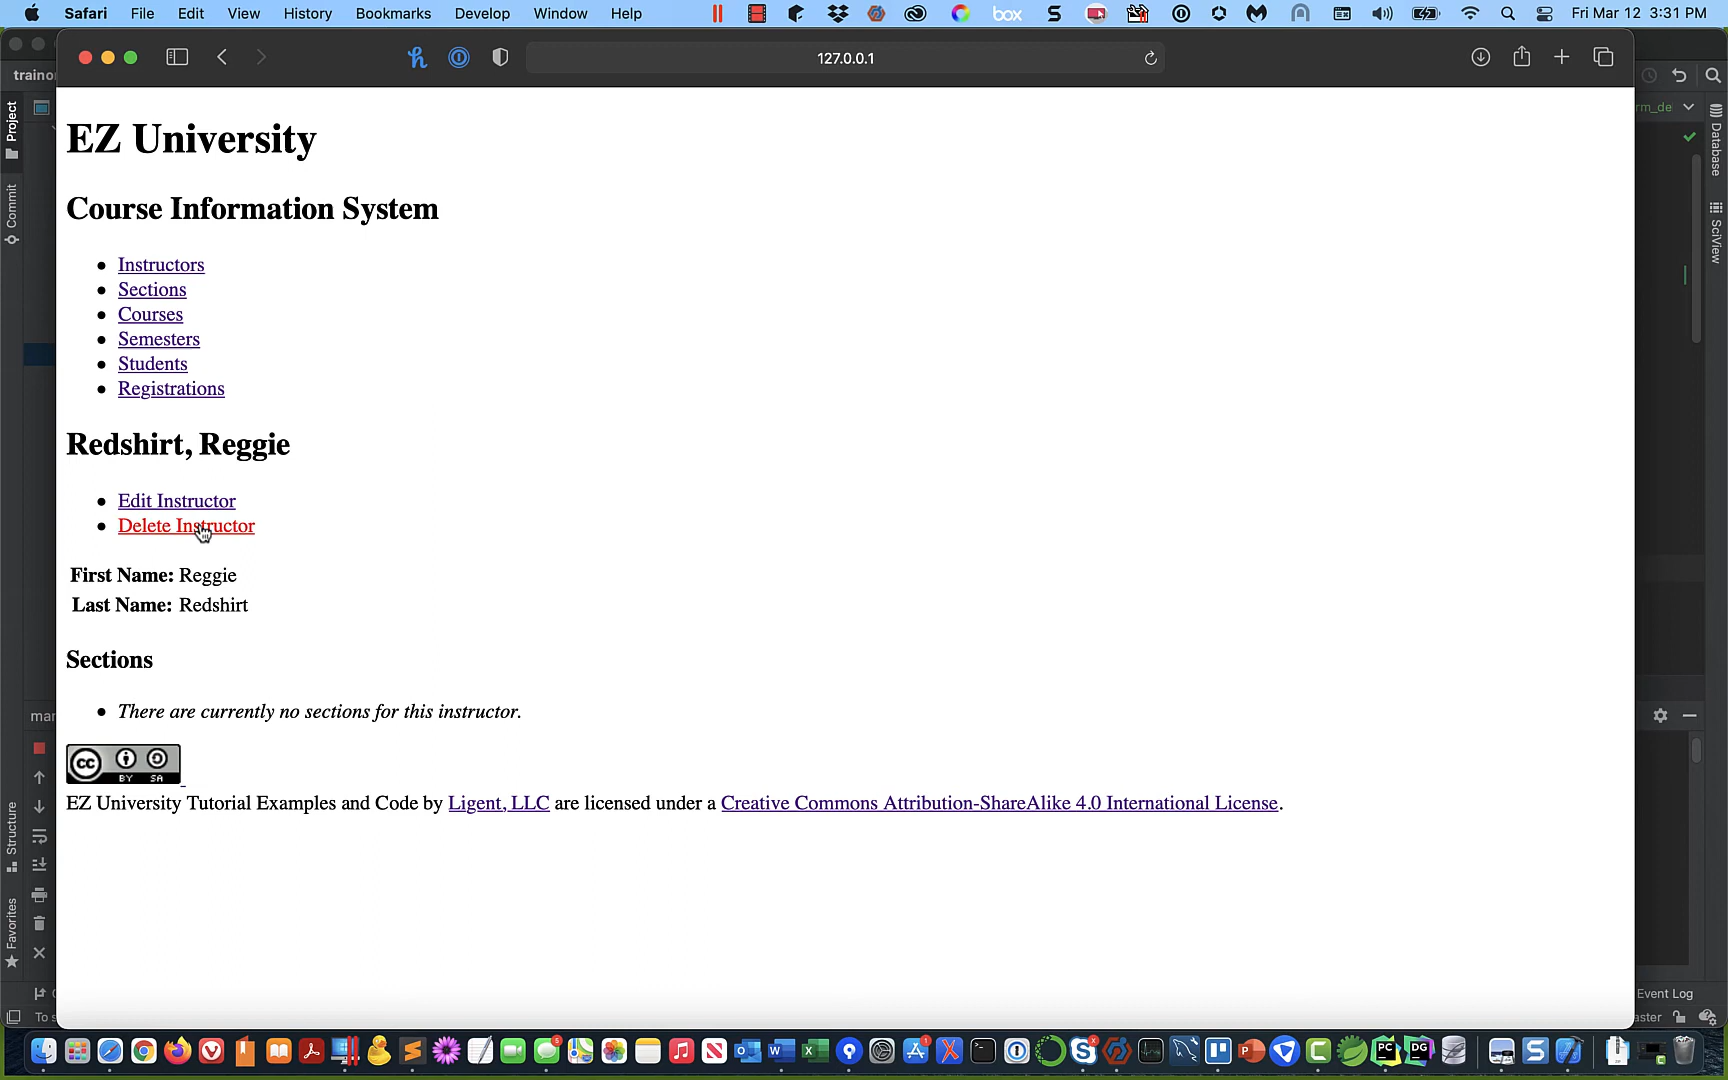 Safari File Edit View History Bookmarks Develop Window Help box Fri Mar 12 3:31 PM
127.0.0.1
Project
Commit
Structure
Favorites
EZ University
Course Information System
Instructors
Sections
Courses
Semesters
Students
Registrations
Redshirt, Reggie
Edit Instructor
Delete Instructor
First Name: Reggie
Last Name: Redshirt
Sections
There are currently no sections for this instructor.
CC BY SA
EZ University Tutorial Examples and Code by Ligent, LLC are licensed under a Creative Commons Attribution-ShareAlike 4.0 International License.
rm_de
Database
SciView
Event Log